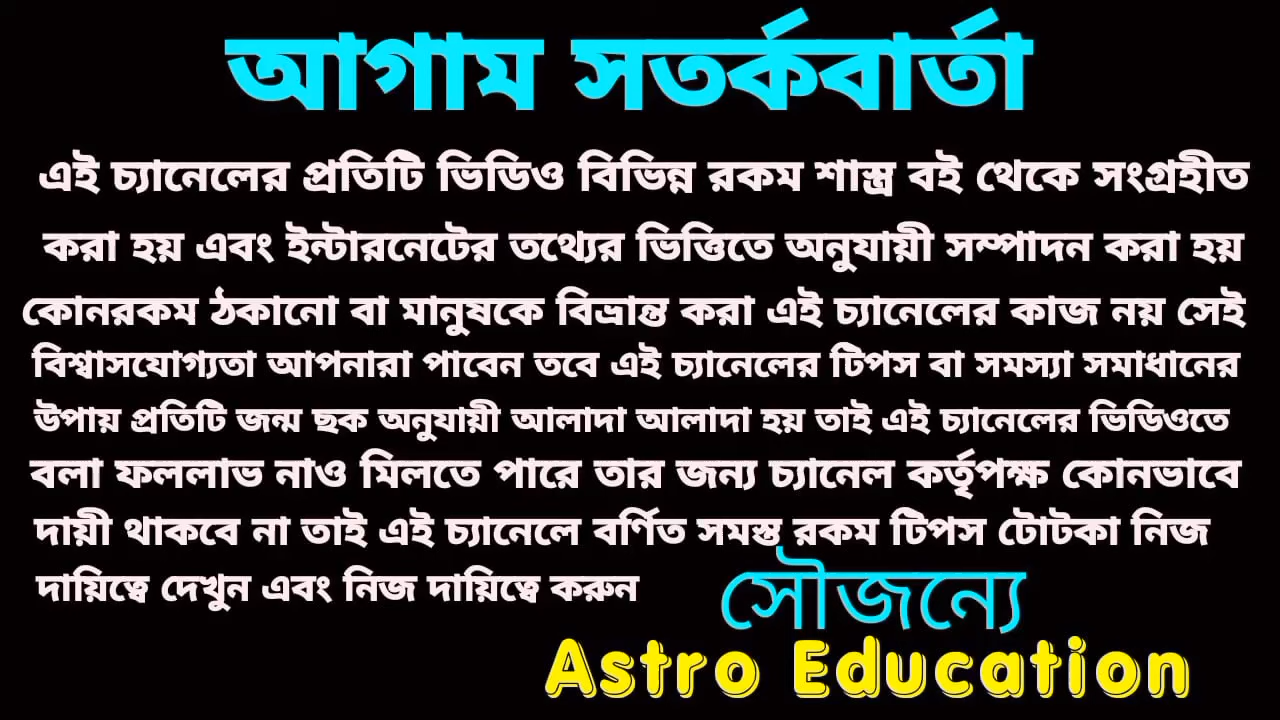 আগাম সতর্কবার্তা
এই চ্যানেলের প্রতিটি ভিডিও বিভিন্ন রকম শাস্ত্র বই থেকে সংগ্রহীত
করা হয় এবং ইন্টারনেটের তথ্যের ভিত্তিতে অনুযায়ী সম্পাদন করা হয়
কোনরকম ঠকানো বা মানুষকে বিভ্রান্ত করা এই চ্যানেলের কাজ নয় সেই
বিশ্বাসযোগ্যতা আপনারা পাবেন তবে এই চ্যানেলের টিপস বা সমস্যা সমাধানের
উপায় প্রতিটি জন্ম ছক অনুযায়ী আলাদা আলাদা হয় তাই এই চ্যানেলের ভিডিওতে
বলা ফললাভ নাও মিলতে পারে তার জন্য চ্যানেল কর্তৃপক্ষ কোনভাবে
দায়ী থাকবে না তাই এই চ্যানেলে বর্ণিত সমস্ত রকম টিপস টোটকা নিজ
দায়িত্বে দেখুন এবং নিজ দায়িত্বে করুন
সৌজন্যে
Astro Education